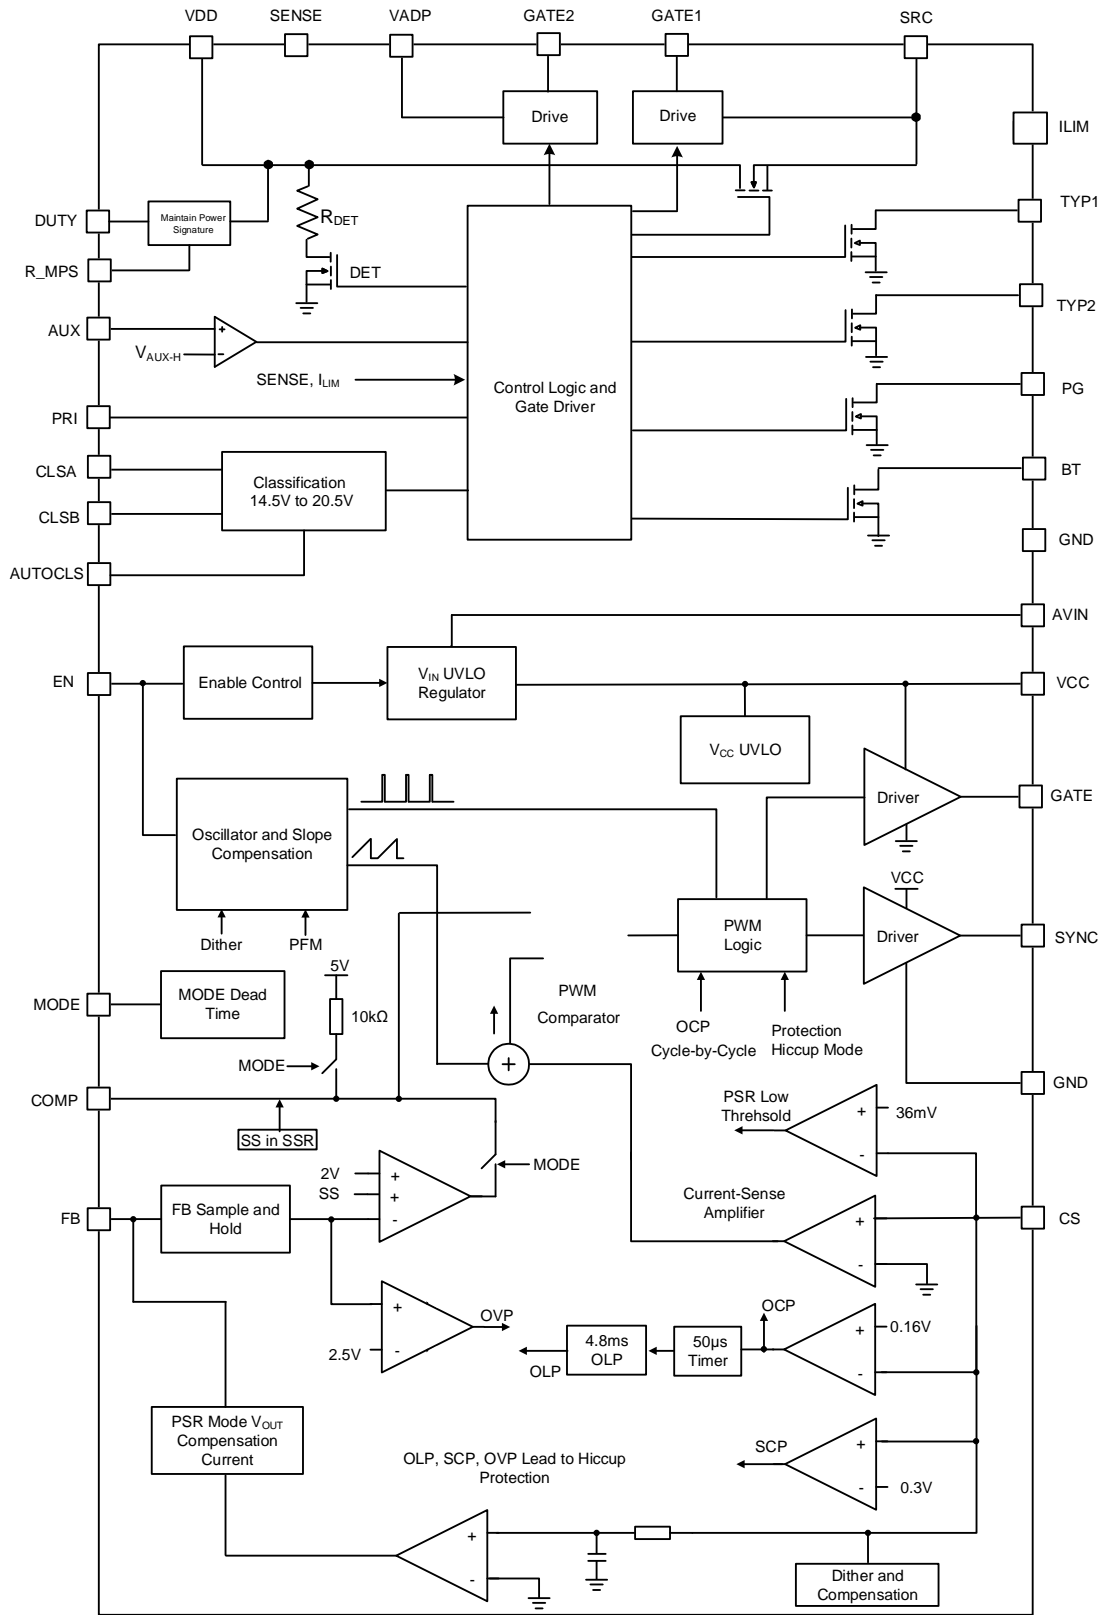 VDD
SENSE
VADP
GATE2
GATE1
SRC
Drive
Drive
ILIM
TYP1
DUTY
Maintain Power
Signature
RDET
R_MPS
DET
TYP2
AUX
+
-
VAUX-H
SENSE, ILIM
Control Logic and
Gate Driver
PG
PRI
CLSA
Classification
14.5V to 20.5V
BT
CLSB
GND
AUTOCLS
AVIN
EN
Enable Control
VIN UVLO
Regulator
VCC
VCC UVLO
Driver
GATE
Oscillator and Slope
Compensation
Dither
PFM
VCC
PWM
Logic
Driver
SYNC
5V
MODE
MODE Dead
Time
10kΩ
PWM
Comparator
OCP
Cycle-by-Cycle
Protection
Hiccup Mode
MODE
+
COMP
GND
PSR Low
Threhsold
+
36mV
-
SS in SSR
MODE
2V
+
SS
+
-
FB
FB Sample and
Hold
Current-Sense
Amplifier
+
-
CS
+
OVP
2.5V
-
OCP
4.8ms
OLP
50µs
Timer
OLP
+
0.16V
-
PSR Mode VOUT
Compensation
Current
OLP, SCP, OVP Lead to Hiccup
Protection
SCP
+
-
0.3V
+
-
Dither and
Compensation